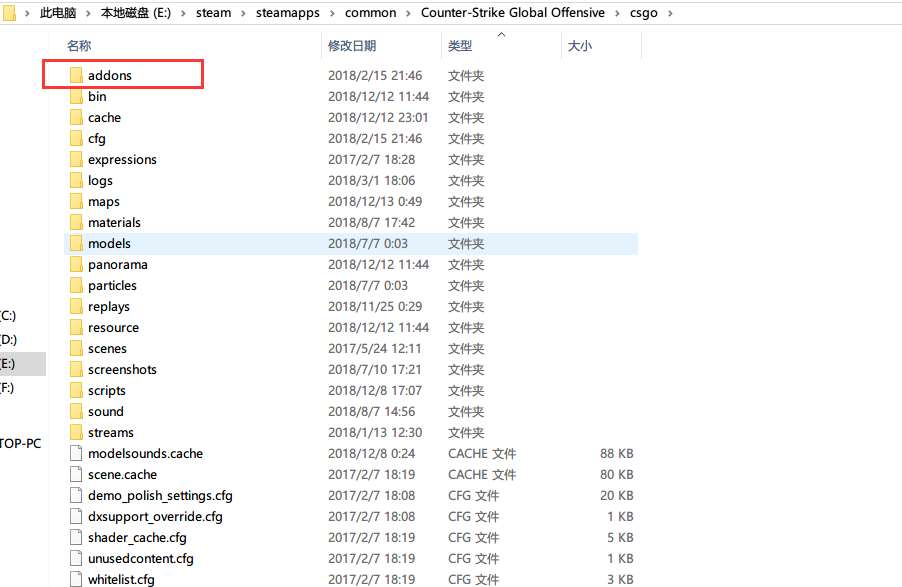 此电脑 > 本地磁盘 (E:) > steam > steamapps > common > Counter-Strike Global Offensive > csgo >
名称 修改日期 类型 大小
addons 2018/2/15 21:46 文件夹
bin 2018/12/12 11:44 文件夹
cache 2018/12/12 23:01 文件夹
cfg 2018/2/15 21:46 文件夹
expressions 2017/2/7 18:28 文件夹
logs 2018/3/1 18:06 文件夹
maps 2018/12/13 0:49 文件夹
materials 2018/8/7 17:42 文件夹
models 2018/7/7 0:03 文件夹
panorama 2018/12/12 11:44 文件夹
particles 2018/7/7 0:03 文件夹
replays 2018/11/25 0:29 文件夹
(C:)
resource 2018/12/12 11:44 文件夹
(D:)
scenes 2017/5/24 12:11 文件夹
(E:)
screenshots 2018/7/10 17:21 文件夹
(F:)
scripts 2018/12/8 17:07 文件夹
sound 2018/8/7 14:56 文件夹
streams 2018/1/13 12:30 文件夹
TOP-PC
modelsounds.cache 2018/12/8 0:24 CACHE 文件 88 KB
scene.cache 2017/2/7 18:19 CACHE 文件 80 KB
demo_polish_settings.cfg 2017/2/7 18:08 CFG 文件 20 KB
dxsupport_override.cfg 2017/2/7 18:08 CFG 文件 1 KB
shader_cache.cfg 2017/2/7 18:19 CFG 文件 5 KB
unusedcontent.cfg 2017/2/7 18:19 CFG 文件 1 KB
whitelist.cfg 2017/2/7 18:19 CFG 文件 3 KB